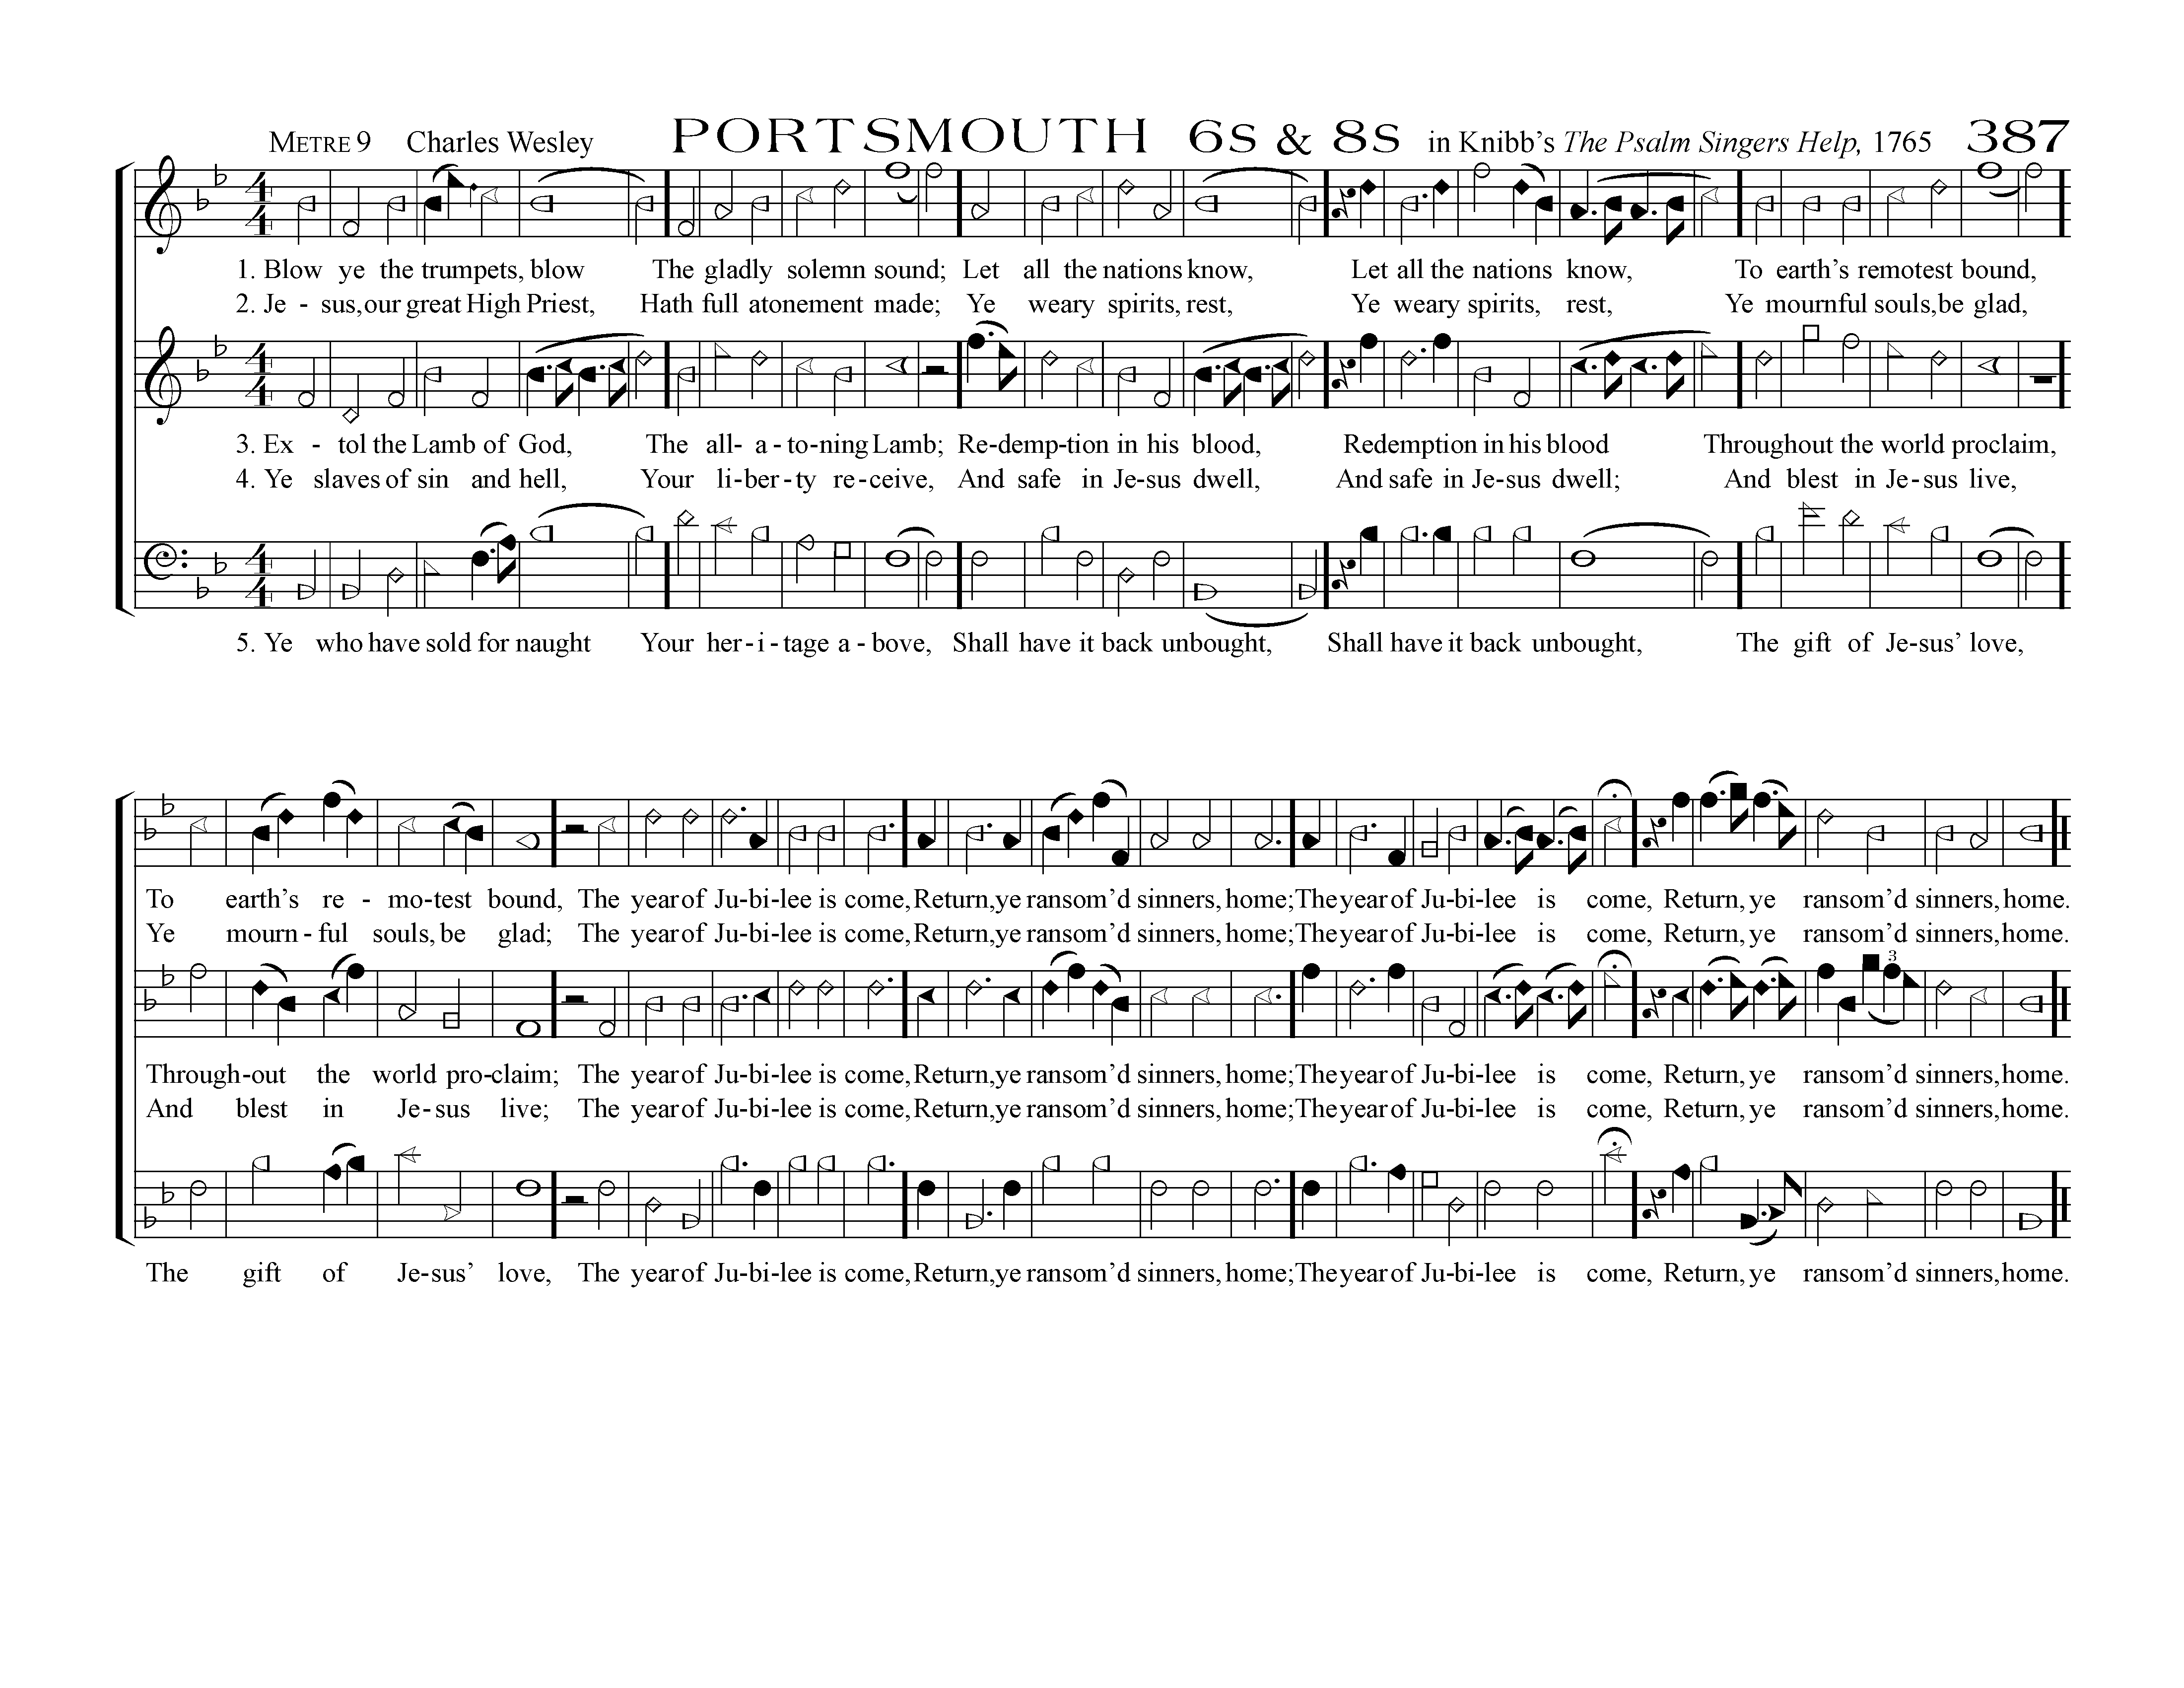 METRE 9 Charles Wesley PORTSMOUTH 6s & 8s in Knibb's The Psalm Singers Help, 1765 387
4 4
1. Blow ye the trumpets, blow The gladly solemn sound; Let all the nations know, Let all the nations know, To earth's remotest bound,
2. Je - sus, our great High Priest, Hath full atonement made; Ye weary spirits, rest, Ye weary spirits, rest, Ye mournful souls, be glad,
4 4
3. Ex - tol the Lamb of God, The all- a - to-ning Lamb; Re-demp-tion in his blood, Redemption in his blood Throughout the world proclaim,
4. Ye slaves of sin and hell, Your li-ber-ty re-ceive, And safe in Je-sus dwell, And safe in Je-sus dwell; And blest in Je-sus live,
4 4
5. Ye who have sold for naught Your her-i-tage a-bove, Shall have it back unbought, Shall have it back unbought, The gift of Je-sus' love,
To earth's re - mo-test bound, The year of Ju-bi-lee is come, Return, ye ransom'd sinners, home; The year of Ju-bi-lee is come, Return, ye ransom'd sinners, home.
Ye mourn-ful souls, be glad; The year of Ju-bi-lee is come, Return, ye ransom'd sinners, home; The year of Ju-bi-lee is come, Return, ye ransom'd sinners, home.
3
Through-out the world pro-claim; The year of Ju-bi-lee is come, Return, ye ransom'd sinners, home; The year of Ju-bi-lee is come, Return, ye ransom'd sinners, home.
And blest in Je-sus live; The year of Ju-bi-lee is come, Return, ye ransom'd sinners, home; The year of Ju-bi-lee is come, Return, ye ransom'd sinners, home.
The gift of Je-sus' love, The year of Ju-bi-lee is come, Return, ye ransom'd sinners, home; The year of Ju-bi-lee is come, Return, ye ransom'd sinners, home.